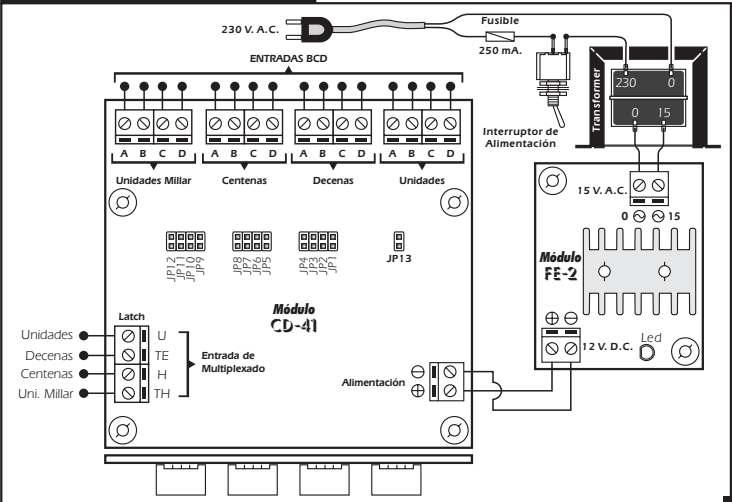 230 V. A.C.
Fusible
250 mA.
ENTRADAS BCD
Interruptor de
Alimentación
Transformer
230 0
0 15
A B C D
A B C D
A B C D
A B C D
Unidades Millar
Centenas
Decenas
Unidades
15 V. A.C.
0 15
JP12
JP11
JP10
JP9
JP8
JP7
JP6
JP5
JP4
JP3
JP2
JP1
JP13
Módulo
CD-41
Módulo
FE-2
12 V. D.C.
Led
Latch
Unidades U
Decenas TE
Centenas H
Uni. Millar TH
Entrada de
Multiplexado
Alimentación